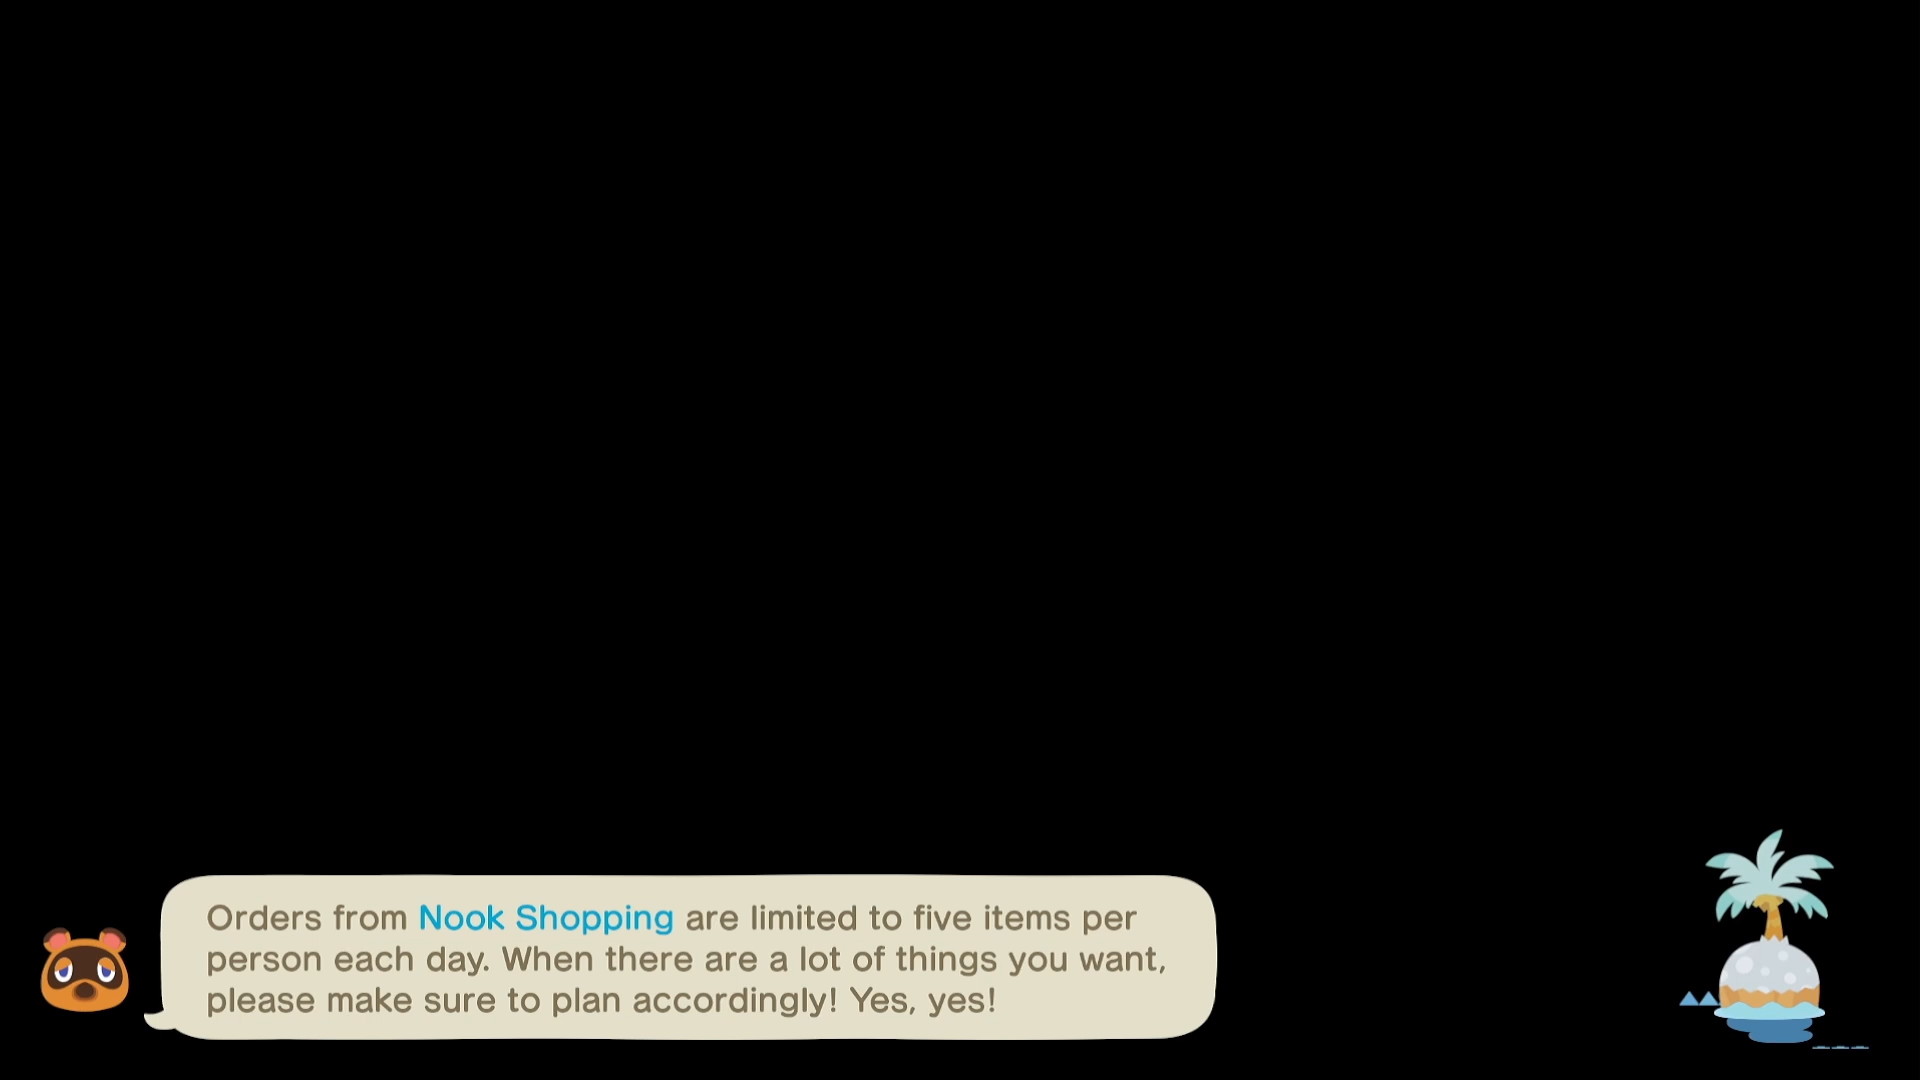 Orders from Nook Shopping are limited to five items per
person each day. When there are a lot of things you want,
please make sure to plan accordingly! Yes, yes!